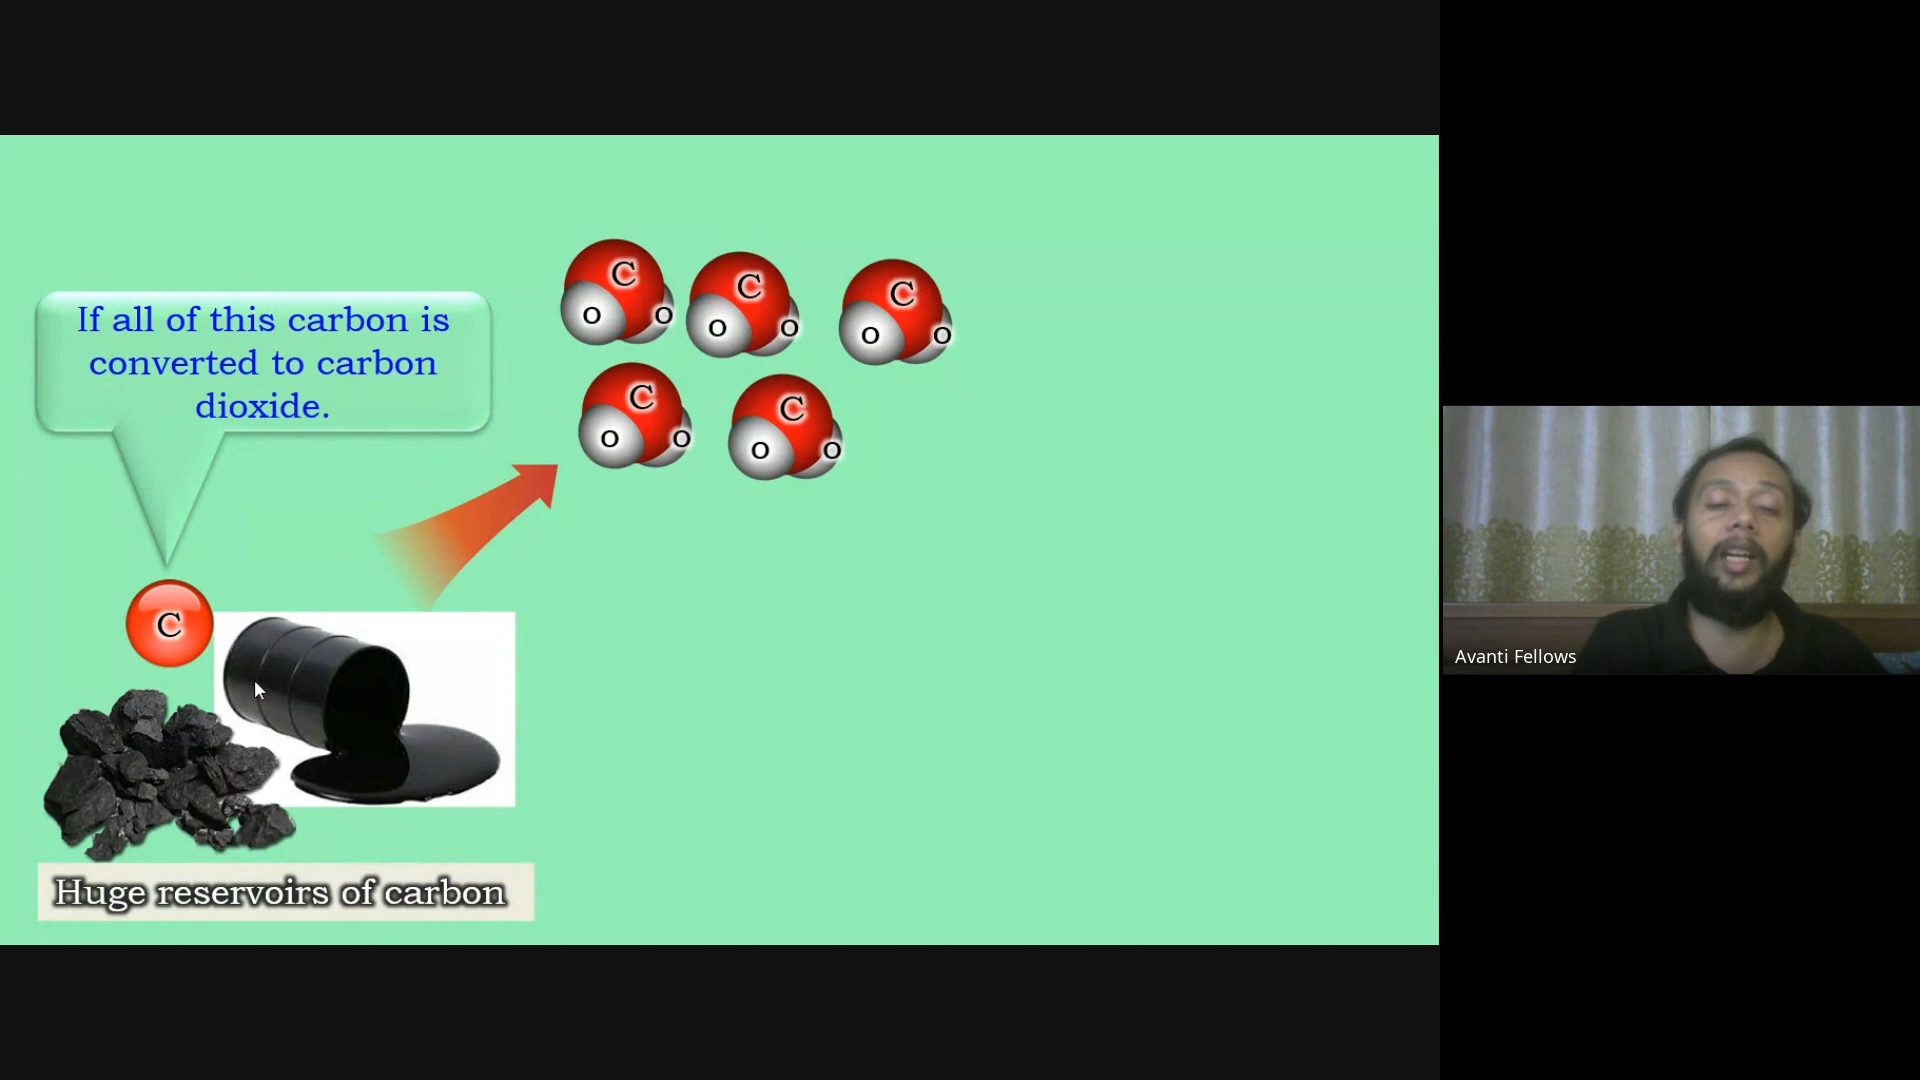 If all of this carbon is
converted to carbon
dioxide.
C
o o
C
o o
C
o o
C
o o
C
o o
C
Huge reservoirs of carbon
Avanti Fellows